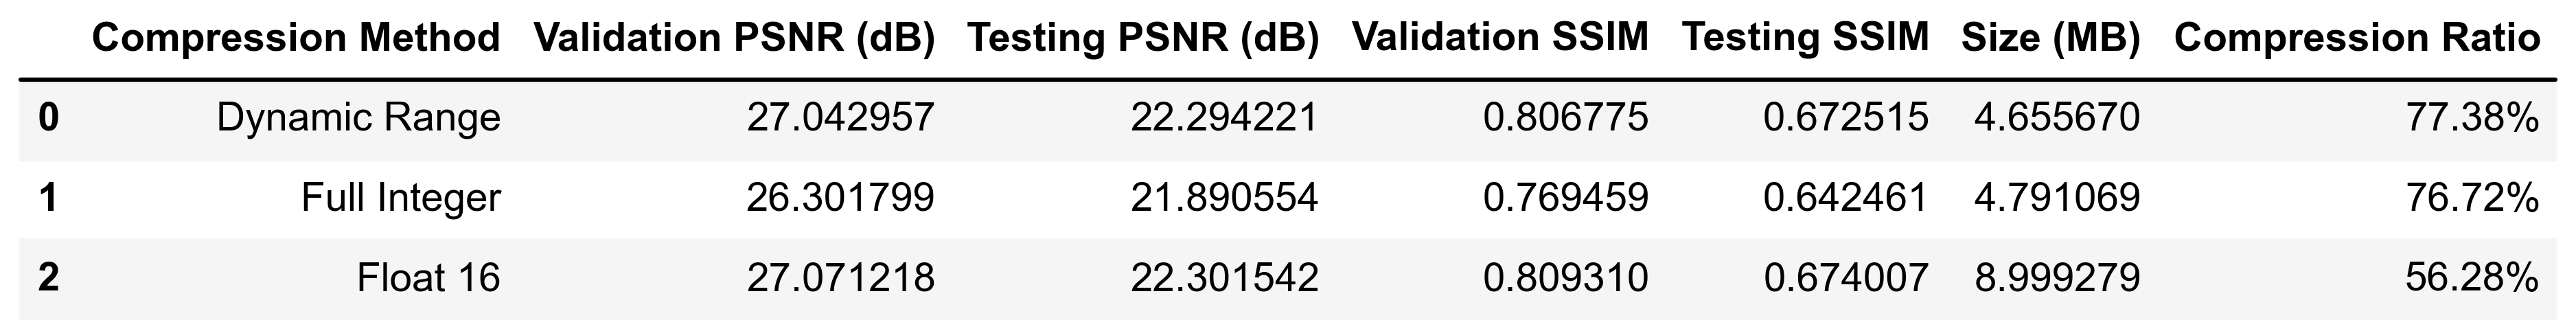 Compression Method Validation PSNR (dB) Testing PSNR (dB) Validation SSIM Testing SSIM Size (MB) Compression Ratio
0 Dynamic Range 27.042957 22.294221 0.806775 0.672515 4.655670 77.38%
1 Full Integer 26.301799 21.890554 0.769459 0.642461 4.791069 76.72%
2 Float 16 27.071218 22.301542 0.809310 0.674007 8.999279 56.28%